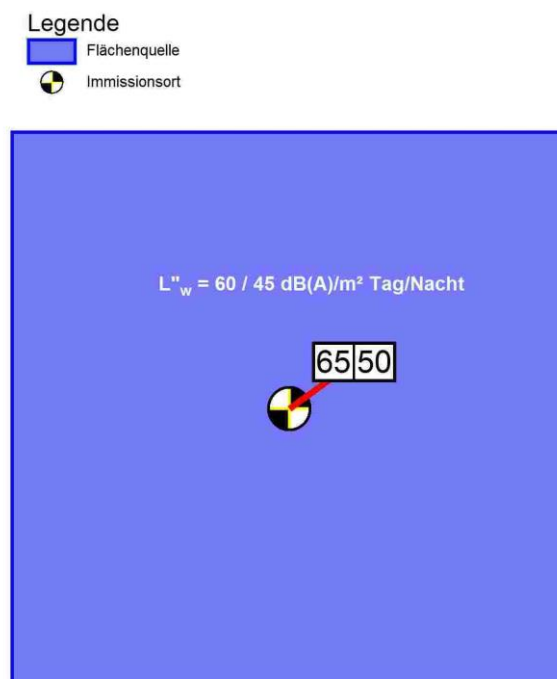 Legende
Flächenquelle
Immissionsort
L"w = 60 / 45 dB(A)/m² Tag/Nacht
65 50